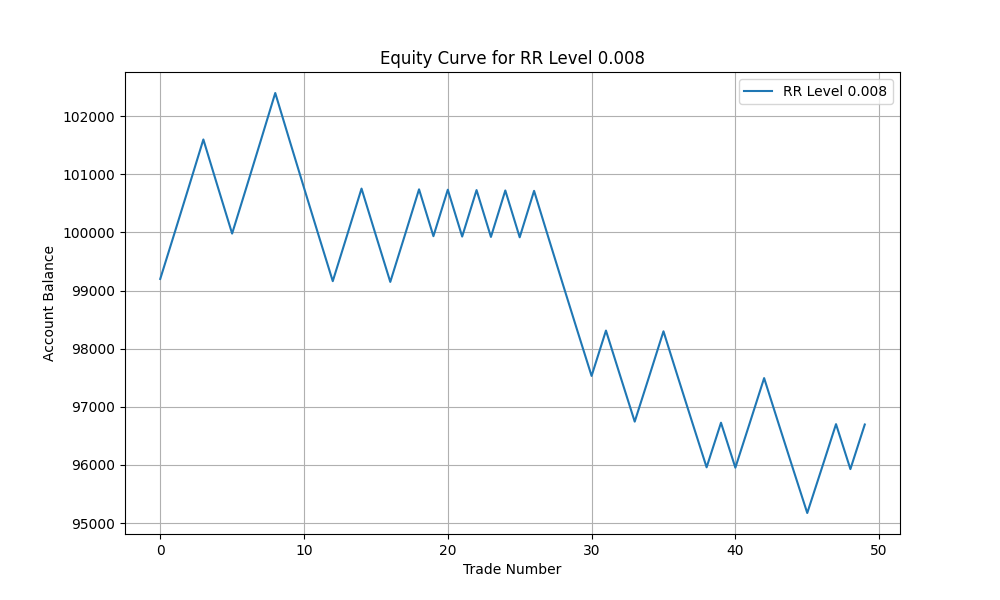 Equity Curve for RR Level 0.008
RR Level 0.008
102000
101000
100000
99000
98000
97000
96000
95000
Account Balance
0 10 20 30 40 50
Trade Number